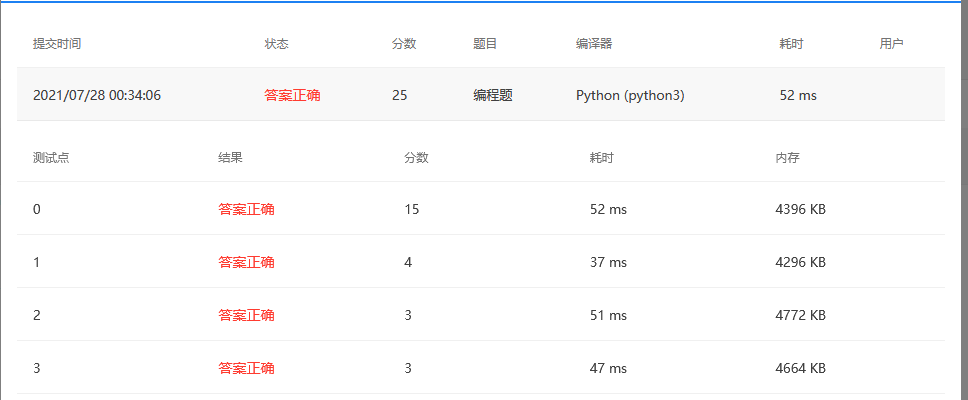 提交时间 状态 分数 题目 编译器 耗时 用户
2021/07/28 00:34:06 答案正确 25 编程题 Python (python3) 52 ms
测试点 结果 分数 耗时 内存
0 答案正确 15 52 ms 4396 KB
1 答案正确 4 37 ms 4296 KB
2 答案正确 3 51 ms 4772 KB
3 答案正确 3 47 ms 4664 KB